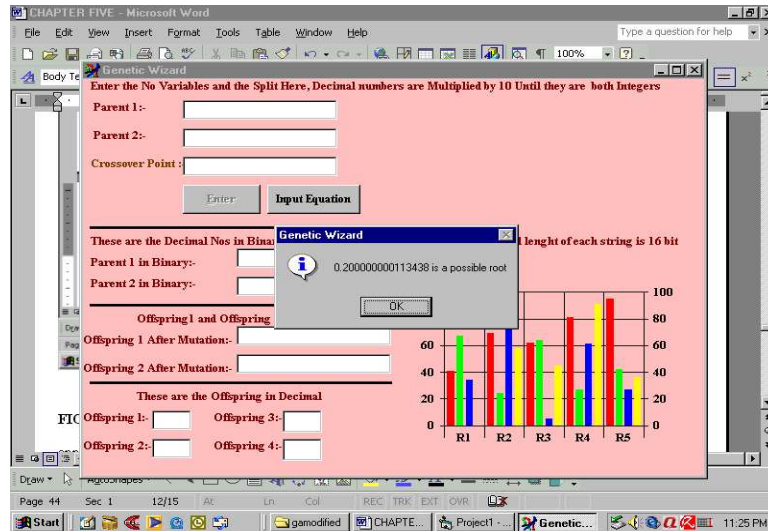 CHAPTER FIVE - Microsoft Word
File Edit View Insert Format Tools Table Window Help
Type a question for help
100%
Body Te
Genetic Wizard
Enter the No Variables and the Split Here, Decimal numbers are Multiplied by 10 Until they are both Integers
Parent 1:-
Parent 2:-
Crossover Point :
Enter
Input Equation
These are the Decimal Nos in Bina
lenght of each string is 16 bit
Genetic Wizard
0.200000000113438 is a possible root
OK
Parent 1 in Binary:-
Parent 2 in Binary:-
Offspring1 and Offspring
Offspring 1 After Mutation:-
Offspring 2 After Mutation:-
These are the Offspring in Decimal
Offspring 1:-
Offspring 3:-
Offspring 2:-
Offspring 4:-
100
80
60 60
40 40
20 20
0 0
R1 R2 R3 R4 R5
FIG
Draw AutoShapes
Page 44 Sec 1 12/15 At Ln Col REC TRK EXT OVR
Start gamodified CHAPTE... Project1 - ... Genetic... 11:25 PM